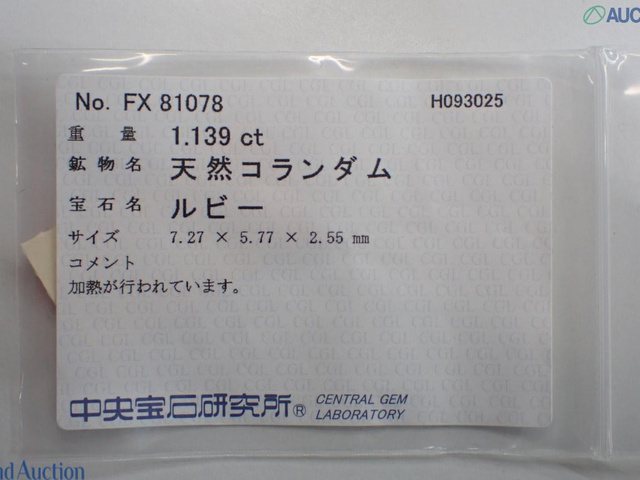 AUC
No. FX 81078
H093025
重量 1.139 ct
鉱物名 天然コランダム
宝石名 ルビー
サイズ 7.27 × 5.77 × 2.55 mm
コメント
加熱が行われています。
中央宝石研究所® CENTRAL GEM
LABORATORY
nd Auction